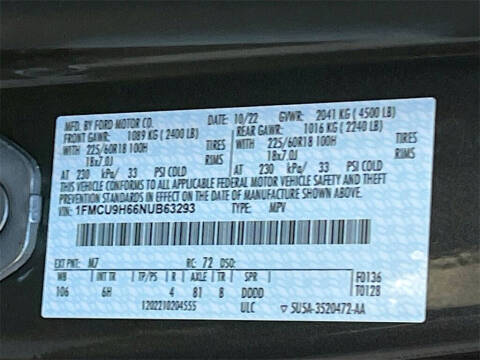 MFD. BY FORD MOTOR CO. 10/22 GVWR: 2041 KG (4500 LB)
FRONT GAWR: 1089 KG (2400 LB) REAR GAWR: 1016 KG (2240 LB)
WITH 225/60R18 100H TIRES WITH 225/60R18 100H TIRES
18x7.0J RIMS 18x7.0J RIMS
AT 230 kPa/ 33 PSI COLD AT 230 kPa/ 33 PSI COLD
THIS VEHICLE CONFORMS TO ALL APPLICABLE FEDERAL MOTOR VEHICLE SAFETY AND THEFT
PREVENTION STANDARDS IN EFFECT ON THE DATE OF MANUFACTURE SHOWN ABOVE.
VIN: 1FMCU9H66NUB63293 TYPE: MPV
EXT PNT: M7 RC: 72 DSO:
WB INT TR TP/PS R AXLE TR SPR F0136
106 6H 4 81 8 DDDD T0128
1202210204555 ULC 5U5A-3520472-AA